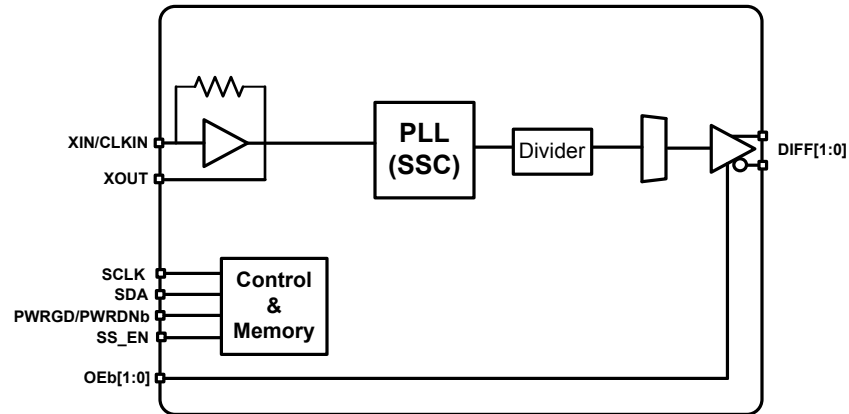 XIN/CLKIN
XOUT
PLL
(SSC)
Divider
DIFF[1:0]
SCLK
SDA
PWRGD/PWRDNb
SS_EN
Control
&
Memory
OEb[1:0]